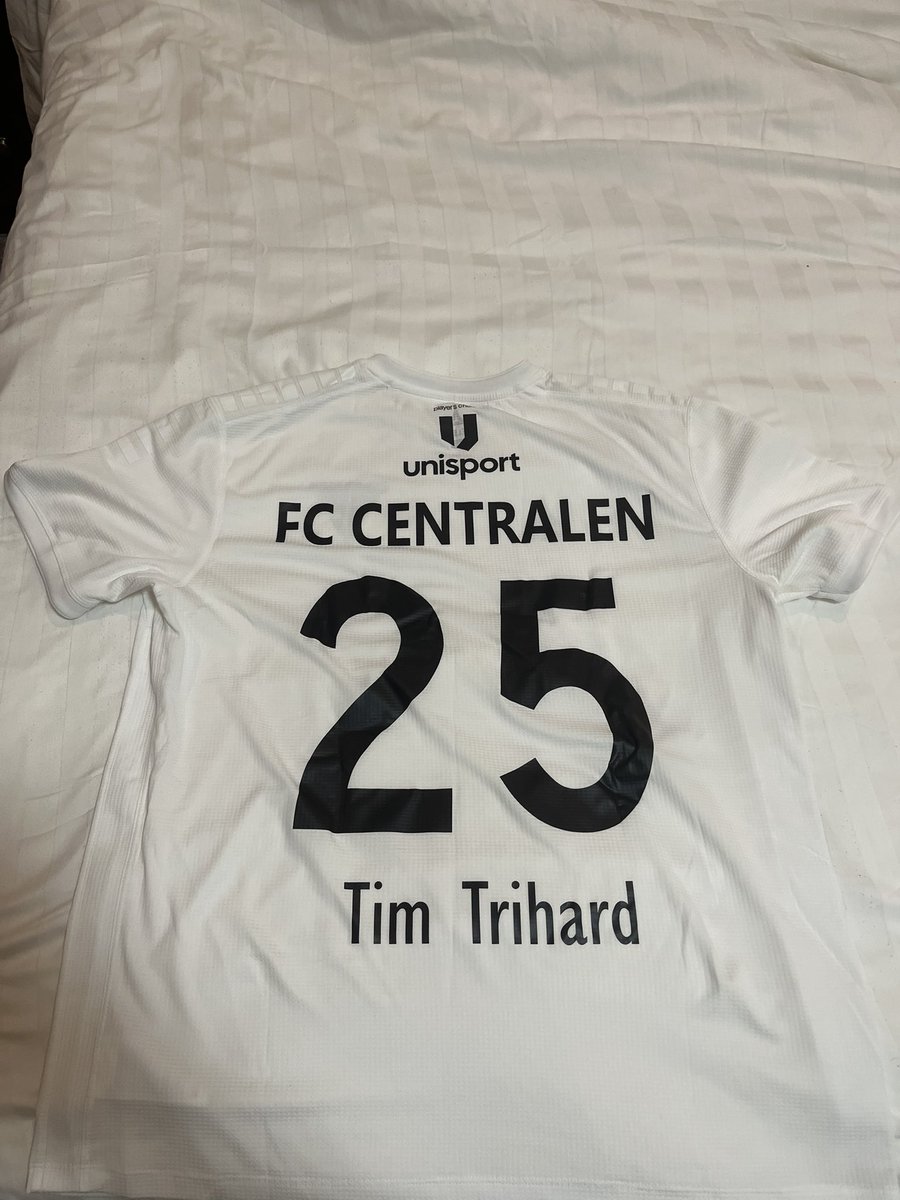 unisport
FC CENTRALEN
25
Tim Trihard